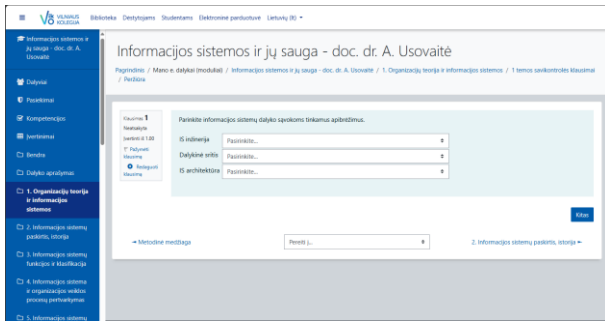 VILNIAUS
KOLEGIJA
Biblioteka Dėstytojams Studentams Elektroninė parduotuvė Lietuvių (lt)
Informacijos sistemos ir
jų sauga - doc. dr. A.
Usovaitė
Dalyviai
Pasiekimai
Kompetencijos
Įvertinimai
Bendra
Dalyko aprašymas
1. Organizacijų teorija
ir informacijos
sistemos
2. Informacijos sistemų
paskirtis, istorija
3. Informacijos sistemų
funkcijos ir klasifikacija
4. Informacijos sistema
ir organizacijos veiklos
procesų pertvarkymas
5. Informacijos sistemų
Informacijos sistemos ir jų sauga - doc. dr. A. Usovaitė
Pagrindinis / Mano e. dalykai (moduliai) / Informacijos sistemos ir jų sauga - doc. dr. A. Usovaitė / 1. Organizacijų teorija ir informacijos sistemos / 1 temos savikontrolės klausimai
/ Peržiūra
Klausimas 1
Neatsakyta
Įvertinti iš 1,00
Pažymėti
klausimą
Redaguoti
klausimą
Parinkite informacijos sistemų dalyko sąvokoms tinkamus apibrėžimus.
IS inžinerija Pasirinkite...
Dalykinė sritis Pasirinkite...
IS architektūra Pasirinkite...
Kitas
Metodinė medžiaga
Pereiti į...
2. Informacijos sistemų paskirtis, istorija